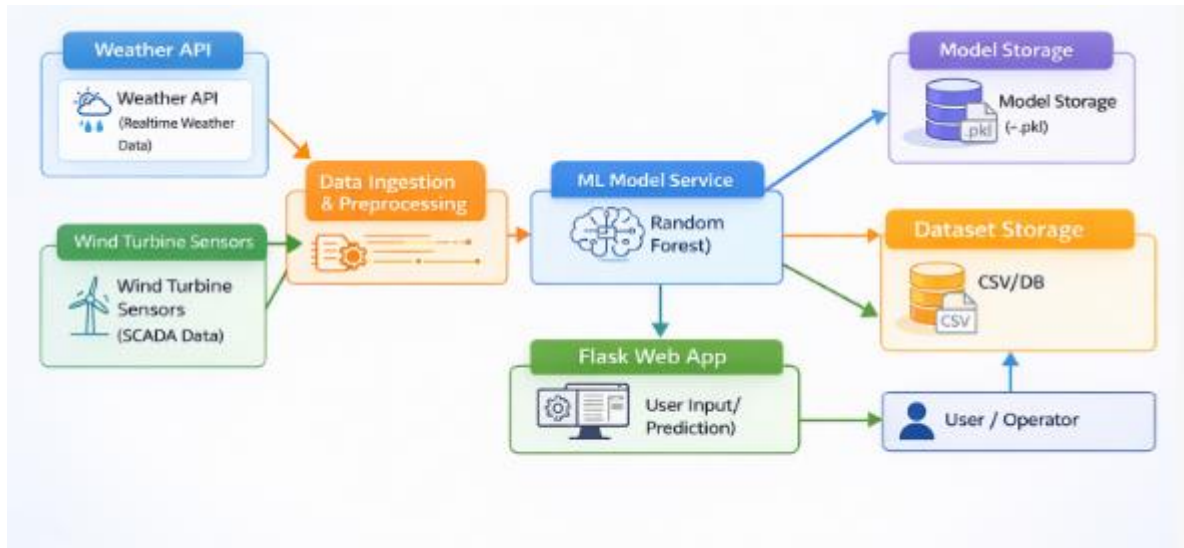 Weather API
Weather API
(Realtime Weather
Data)
Wind Turbine Sensors
Wind Turbine
Sensors
(SCADA Data)
Data Ingestion
& Preprocessing
ML Model Service
Random
Forest)
Flask Web App
User Input/
Prediction)
Model Storage
Model Storage
(-.pkl)
.pkl
Dataset Storage
CSV/DB
CSV
User / Operator